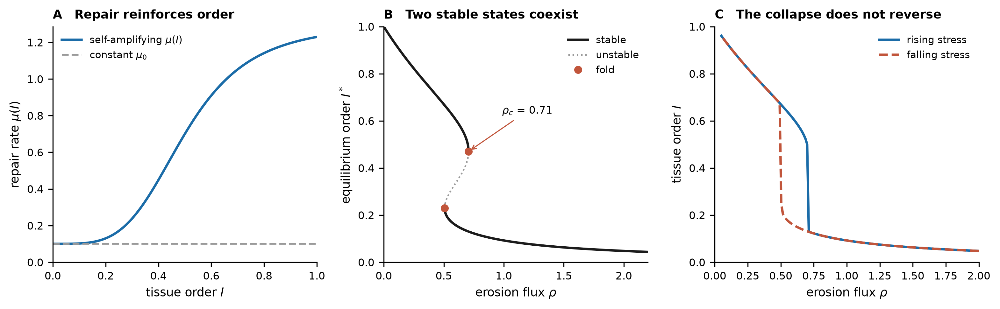 A Repair reinforces order
self-amplifying μ(I)
constant μ₀
repair rate μ(I)
1.2
1.0
0.8
0.6
0.4
0.2
0.0
0.0 0.2 0.4 0.6 0.8 1.0
tissue order I
B Two stable states coexist
stable
unstable
fold
ρc = 0.71
equilibrium order I*
1.0
0.8
0.6
0.4
0.2
0.0
0.0 0.5 1.0 1.5 2.0
erosion flux ρ
C The collapse does not reverse
rising stress
falling stress
tissue order I
1.0
0.8
0.6
0.4
0.2
0.0
0.00 0.25 0.50 0.75 1.00 1.25 1.50 1.75 2.00
erosion flux ρ